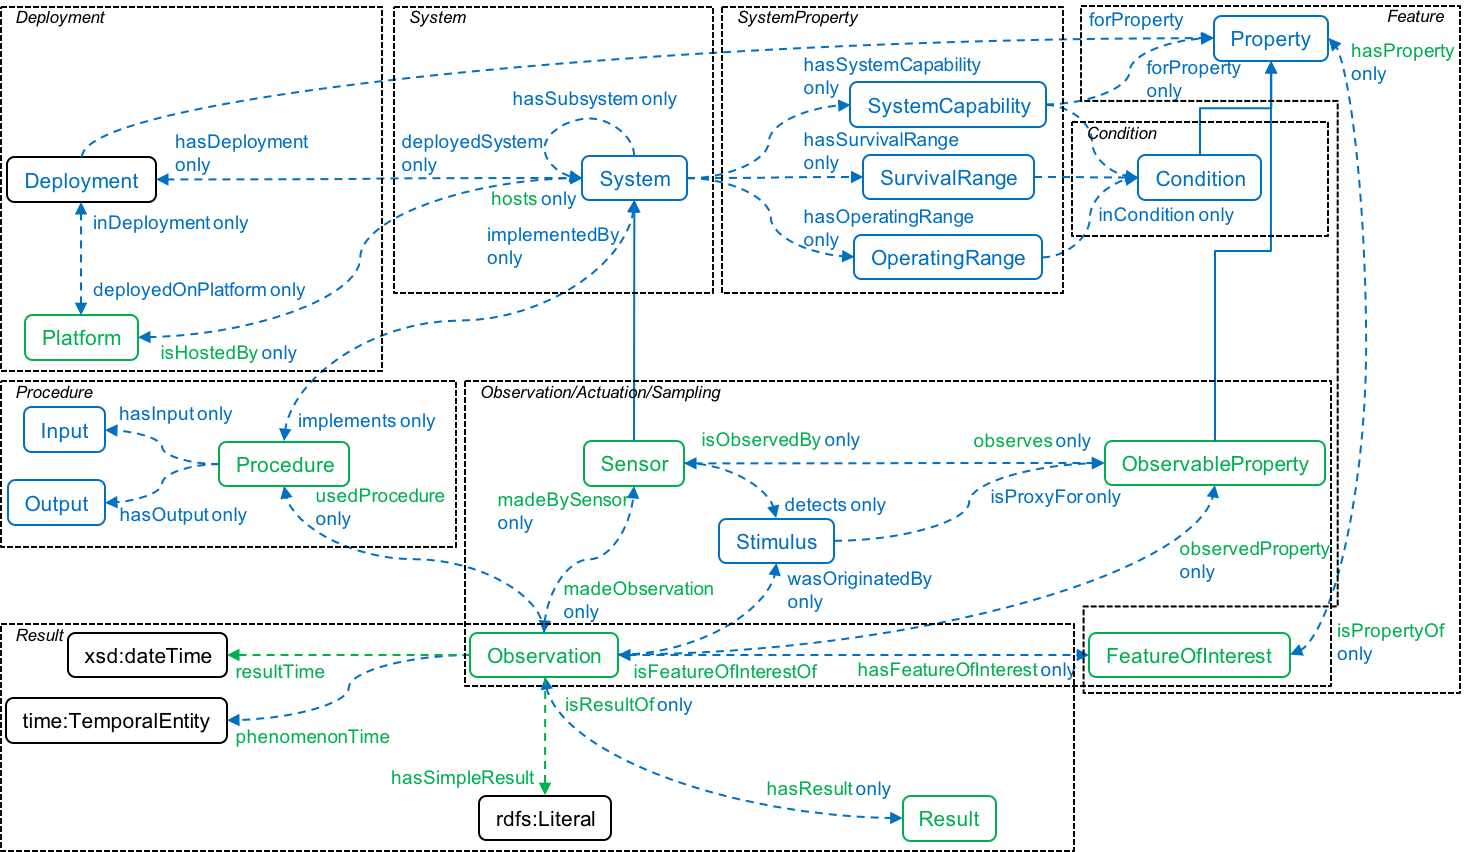 Deployment
System
SystemProperty
Feature
forProperty
Property
hasProperty
only
hasSystemCapability
only
forProperty
only
hasSubsystem only
SystemCapability
hasDeployment
only
deployedSystem
only
hasSurvivalRange
only
Condition
Deployment
System
SurvivalRange
Condition
hosts only
inDeployment only
implementedBy
only
hasOperatingRange
only
inCondition only
OperatingRange
deployedOnPlatform only
Platform
isHostedBy only
Procedure
Observation/Actuation/Sampling
Input
hasInput only
implements only
isObservedBy only
observes only
Procedure
Sensor
ObservableProperty
Output
hasOutput only
usedProcedure
only
madeBySensor
only
detects only
isProxyFor only
Stimulus
observedProperty
only
madeObservation
only
wasOriginatedBy
only
Result
xsd:dateTime
resultTime
Observation
isFeatureOfInterestOf
hasFeatureOfInterest only
FeatureOfInterest
isPropertyOf
only
time:TemporalEntity
phenomenonTime
isResultOf only
hasSimpleResult
hasResult only
rdfs:Literal
Result